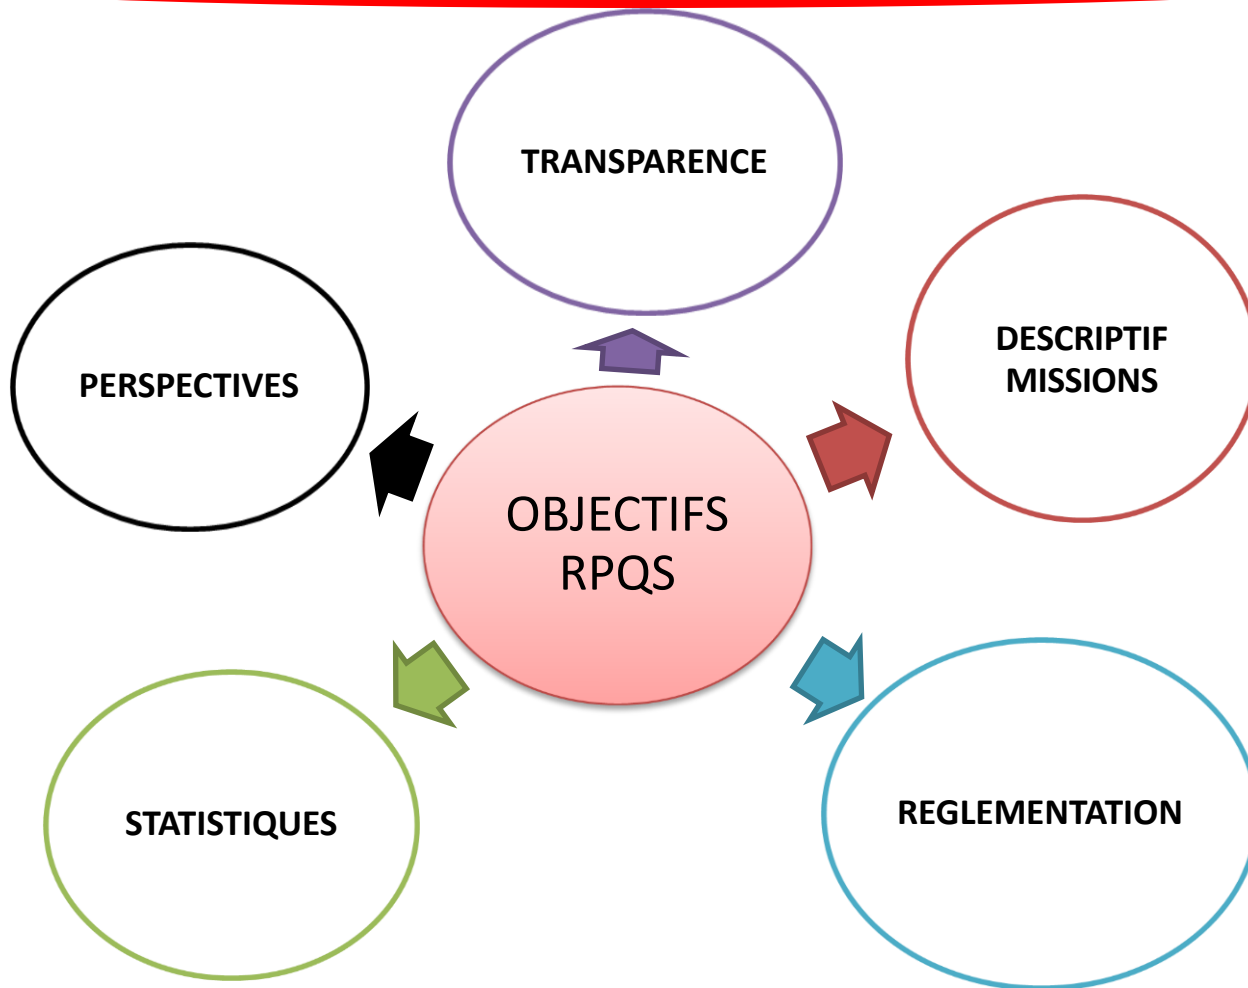 TRANSPARENCE
DESCRIPTIF
MISSIONS
PERSPECTIVES
OBJECTIFS
RPQS
STATISTIQUES
REGLEMENTATION